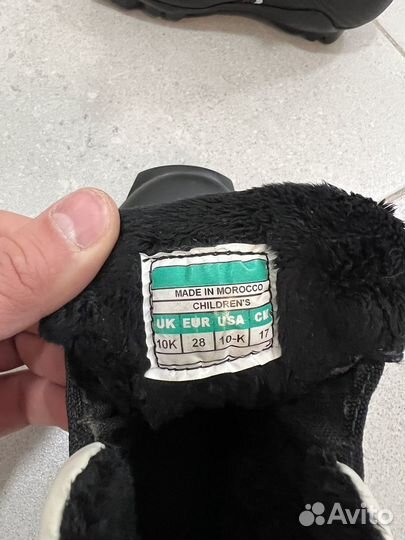 MADE IN MOROCCO
CHILDREN'S
UK EUR USA CM
10K 28 10-K 17
Avito